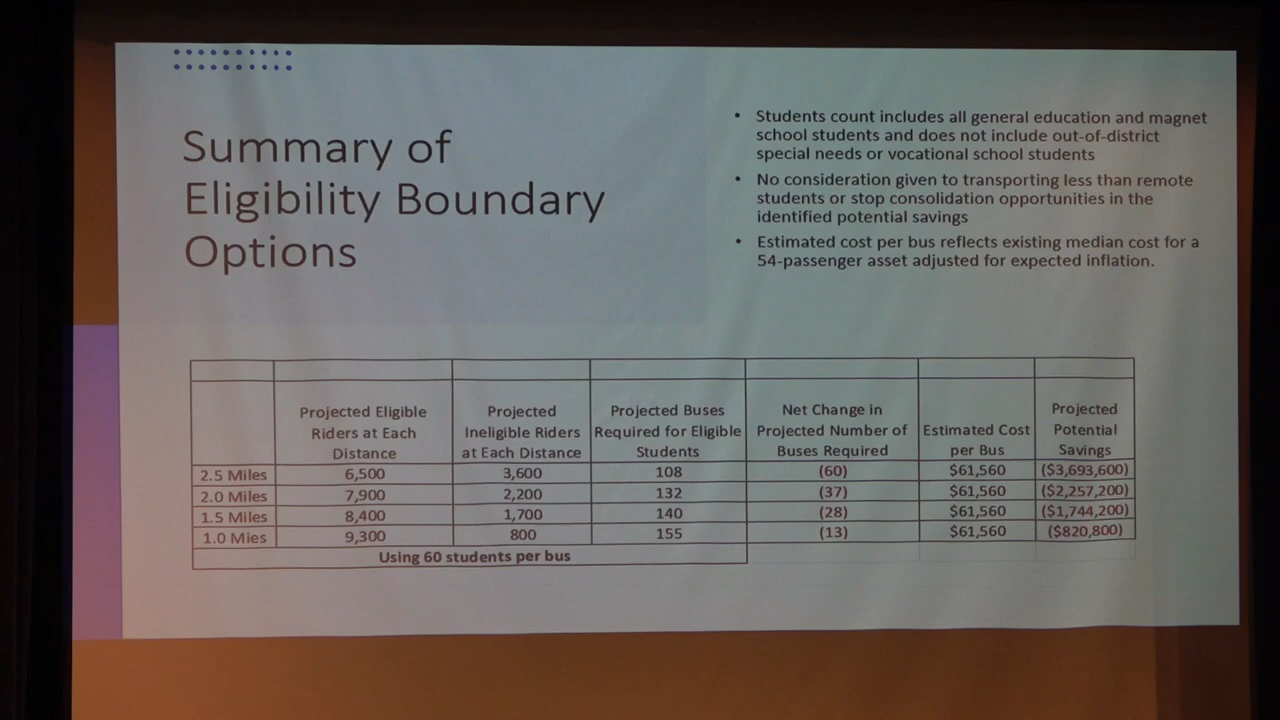 Summary of
Eligibility Boundary
Options
• Students count includes all general education and magnet
school students and does not include out-of-district
special needs or vocational school students
• No consideration given to transporting less than remote
students or stop consolidation opportunities in the
identified potential savings
• Estimated cost per bus reflects existing median cost for a
54-passenger asset adjusted for expected inflation.
Projected Eligible Riders at Each Distance | Projected Ineligible Riders at Each Distance | Projected Buses Required for Eligible Students | Net Change in Projected Number of Buses Required | Estimated Cost per Bus | Projected Potential Savings
2.5 Miles 6,500 3,600 108 (60) $61,560 ($3,693,600)
2.0 Miles 7,900 2,200 132 (37) $61,560 ($2,257,200)
1.5 Miles 8,400 1,700 140 (28) $61,560 ($1,744,200)
1.0 Mies 9,300 800 155 (13) $61,560 ($820,800)
Using 60 students per bus